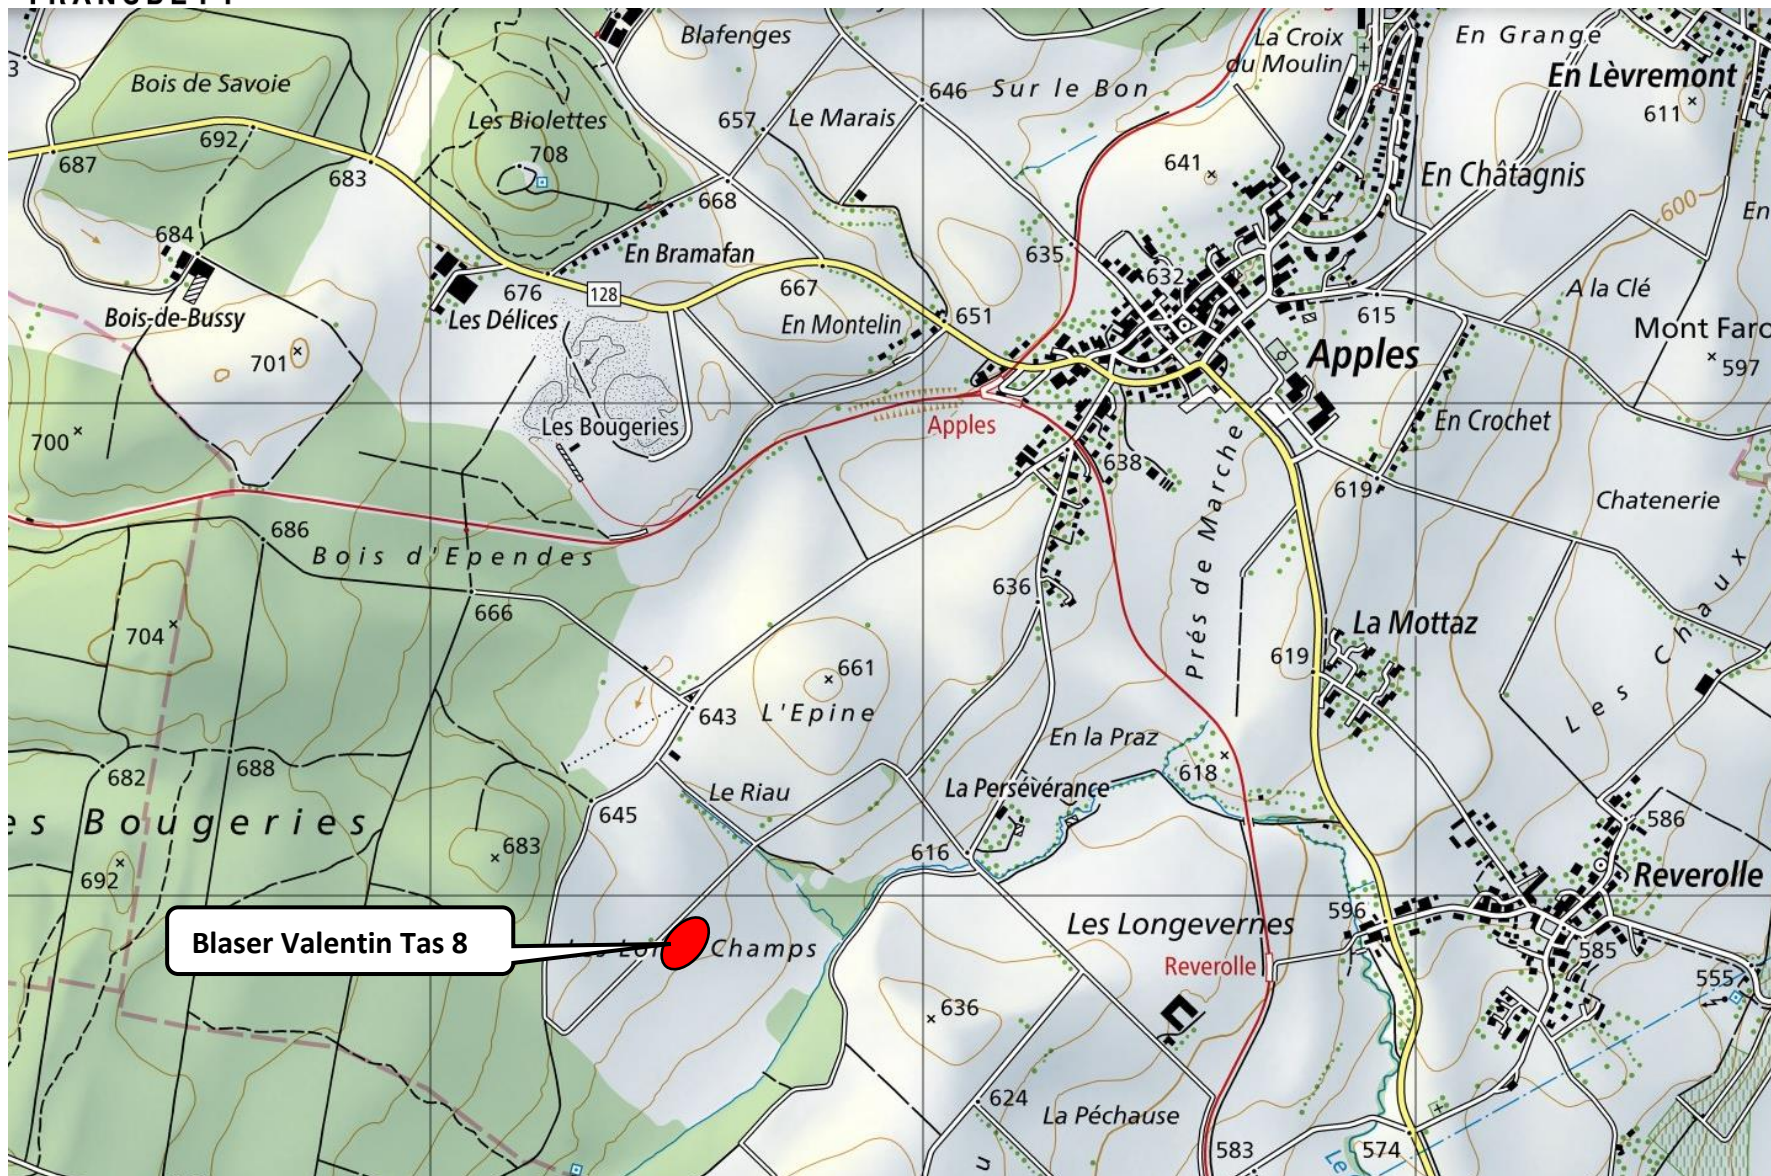 Blafenges
La Croix
du Moulin
En Grange
En Lèvremont
611
Bois de Savoie
692
687
683
Les Biolettes
708
657
Le Marais
646
Sur le Bon
641
En Châtagnis
600
En
668
684
En Bramafan
635
632
A la Clé
Bois-de-Bussy
676
128
Les Délices
667
En Montelin
651
615
Mont Faro
Apples
597
701
700
Les Bougeries
Apples
638
En Crochet
619
Chatenerie
Prés de Marche
686
Bois d'Ependes
666
636
704
La Mottaz
619
661
643
L'Epine
Les Chaux
En la Praz
618
682
688
Le Riau
La Persévérance
645
586
es Bougeries
683
616
692
Reverolle
Blaser Valentin Tas 8
Champs
Les Longevernes
596
Reverolle
585
555
636
624
La Péchause
583
574
Le
u